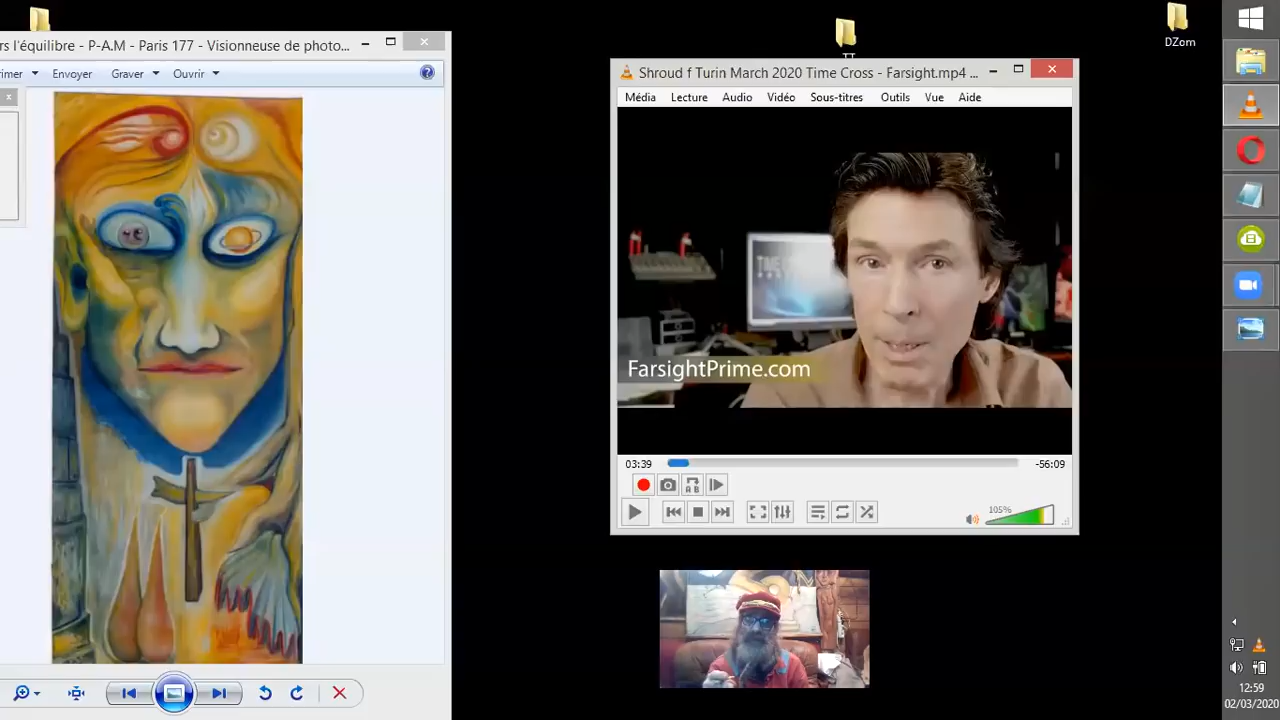 rs l'équilibre - P-A-M - Paris 177 - Visionneuse de photo...
rimer Envoyer Graver Ouvrir
DZom
Shroud f Turin March 2020 Time Cross - Farsight.mp4 ...
Média Lecture Audio Vidéo Sous-titres Outils Vue Aide
FarsightPrime.com
03:39
-56:09
105%
12:59
02/03/2020